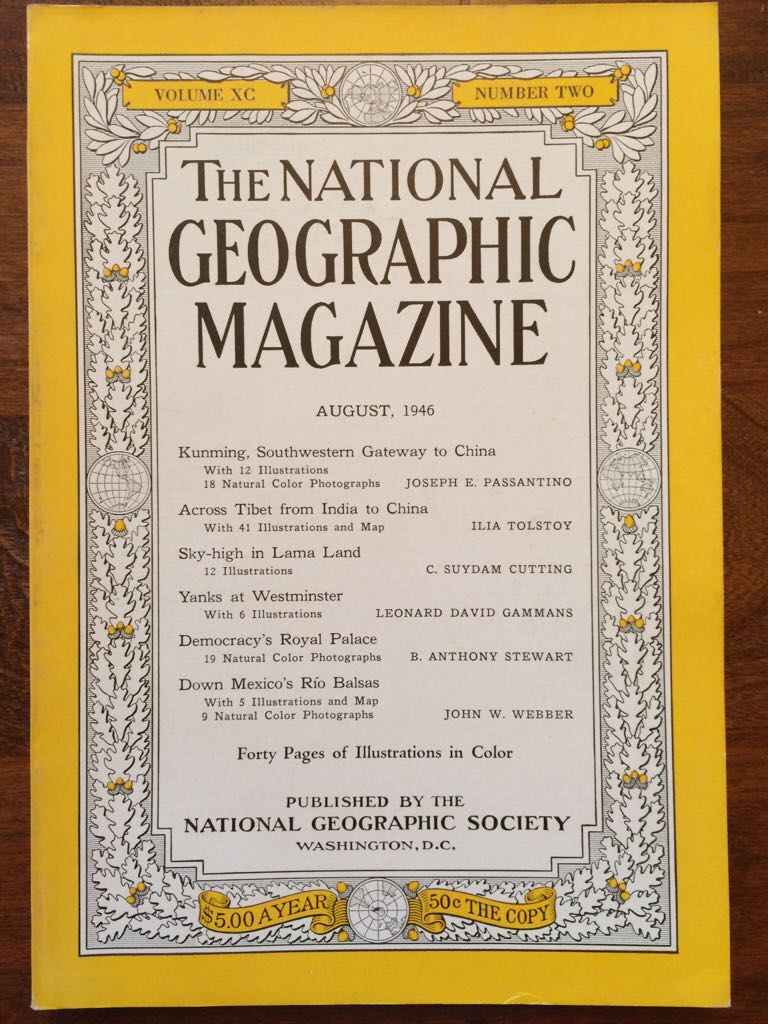 VOLUME XC
NUMBER TWO
THE NATIONAL
GEOGRAPHIC
MAGAZINE
AUGUST, 1946
Kunming, Southwestern Gateway to China
With 12 Illustrations
18 Natural Color Photographs JOSEPH E. PASSANTINO
Across Tibet from India to China
With 41 Illustrations and Map ILIA TOLSTOY
Sky-high in Lama Land
12 Illustrations C. SUYDAM CUTTING
Yanks at Westminster
With 6 Illustrations LEONARD DAVID GAMMANS
Democracy's Royal Palace
19 Natural Color Photographs B. ANTHONY STEWART
Down Mexico's Río Balsas
With 5 Illustrations and Map
9 Natural Color Photographs JOHN W. WEBBER
Forty Pages of Illustrations in Color
PUBLISHED BY THE
NATIONAL GEOGRAPHIC SOCIETY
WASHINGTON, D.C.
$5.00 A YEAR
50c THE COPY